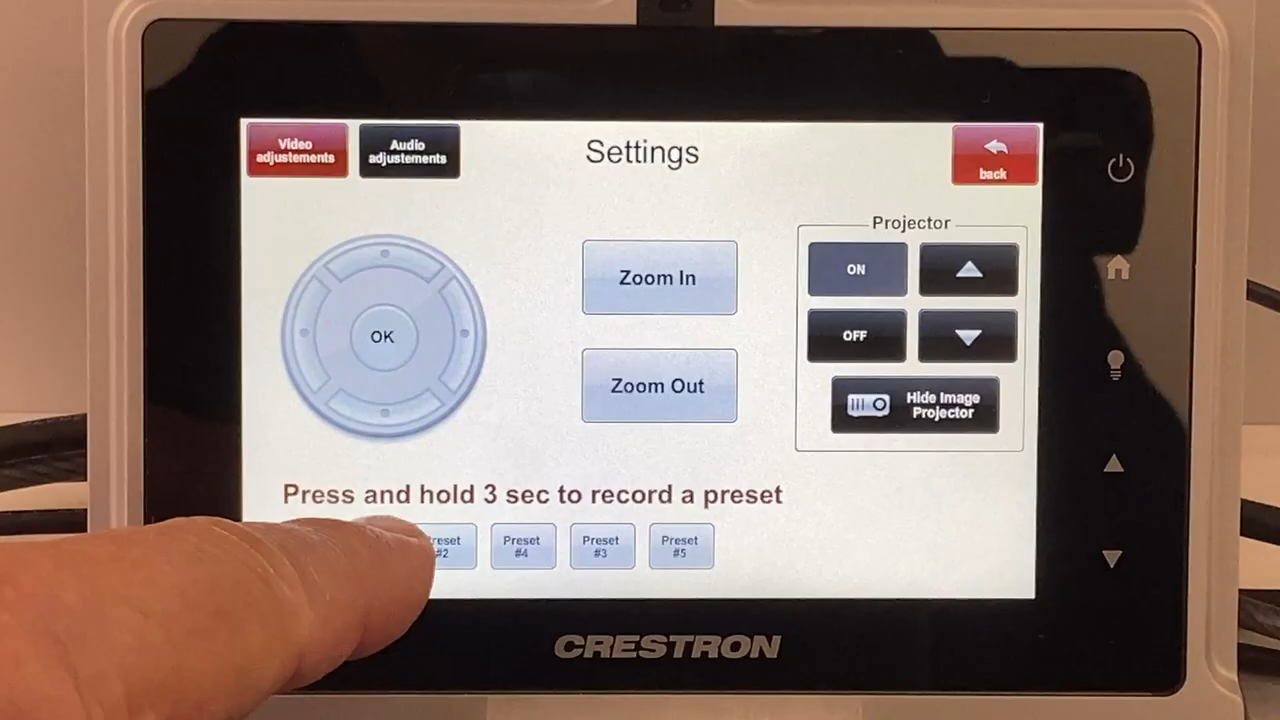 Video
adjustements
Audio
adjustements
Settings
back
Projector
ON
OFF
Hide Image
Projector
OK
Zoom In
Zoom Out
Press and hold 3 sec to record a preset
reset
#2
Preset
#4
Preset
#3
Preset
#5
CRESTRON